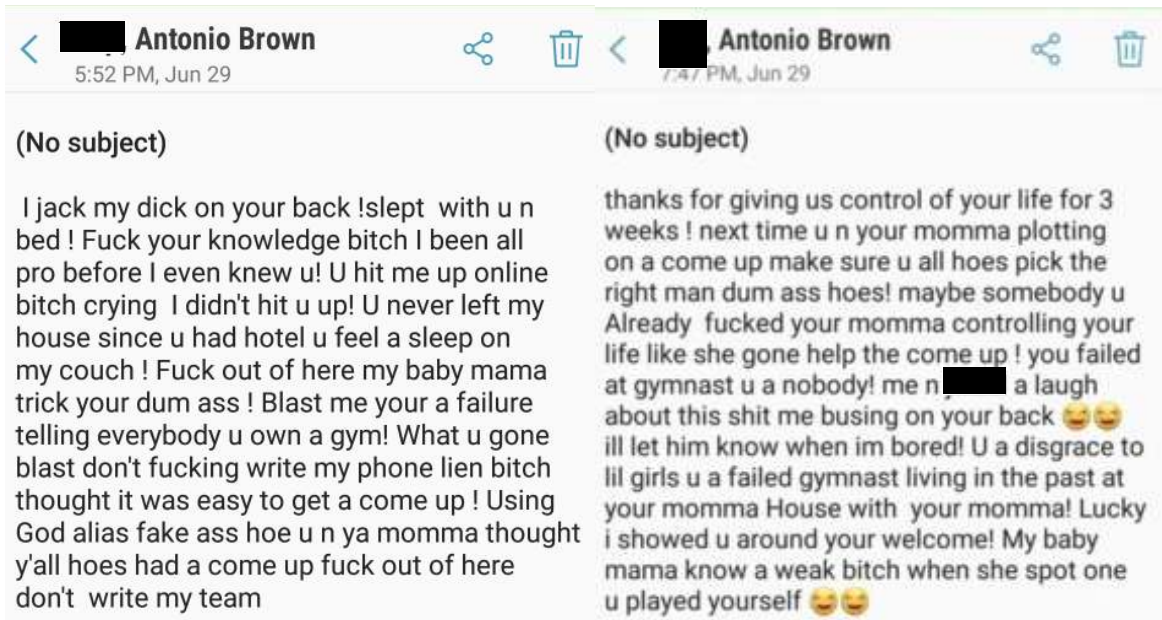 , Antonio Brown
5:52 PM, Jun 29
(No subject)
I jack my dick on your back !slept with u n
bed ! Fuck your knowledge bitch I been all
pro before I even knew u! U hit me up online
bitch crying I didn't hit u up! U never left my
house since u had hotel u feel a sleep on
my couch ! Fuck out of here my baby mama
trick your dum ass ! Blast me your a failure
telling everybody u own a gym! What u gone
blast don't fucking write my phone lien bitch
thought it was easy to get a come up ! Using
God alias fake ass hoe u n ya momma thought
y'all hoes had a come up fuck out of here
don't write my team
, Antonio Brown
7:47 PM, Jun 29
(No subject)
thanks for giving us control of your life for 3
weeks ! next time u n your momma plotting
on a come up make sure u all hoes pick the
right man dum ass hoes! maybe somebody u
Already fucked your momma controlling your
life like she gone help the come up ! you failed
at gymnast u a nobody! me n a laugh
about this shit me busing on your back 😂😂
ill let him know when im bored! U a disgrace to
lil girls u a failed gymnast living in the past at
your momma House with your momma! Lucky
i showed u around your welcome! My baby
mama know a weak bitch when she spot one
u played yourself 😂😂